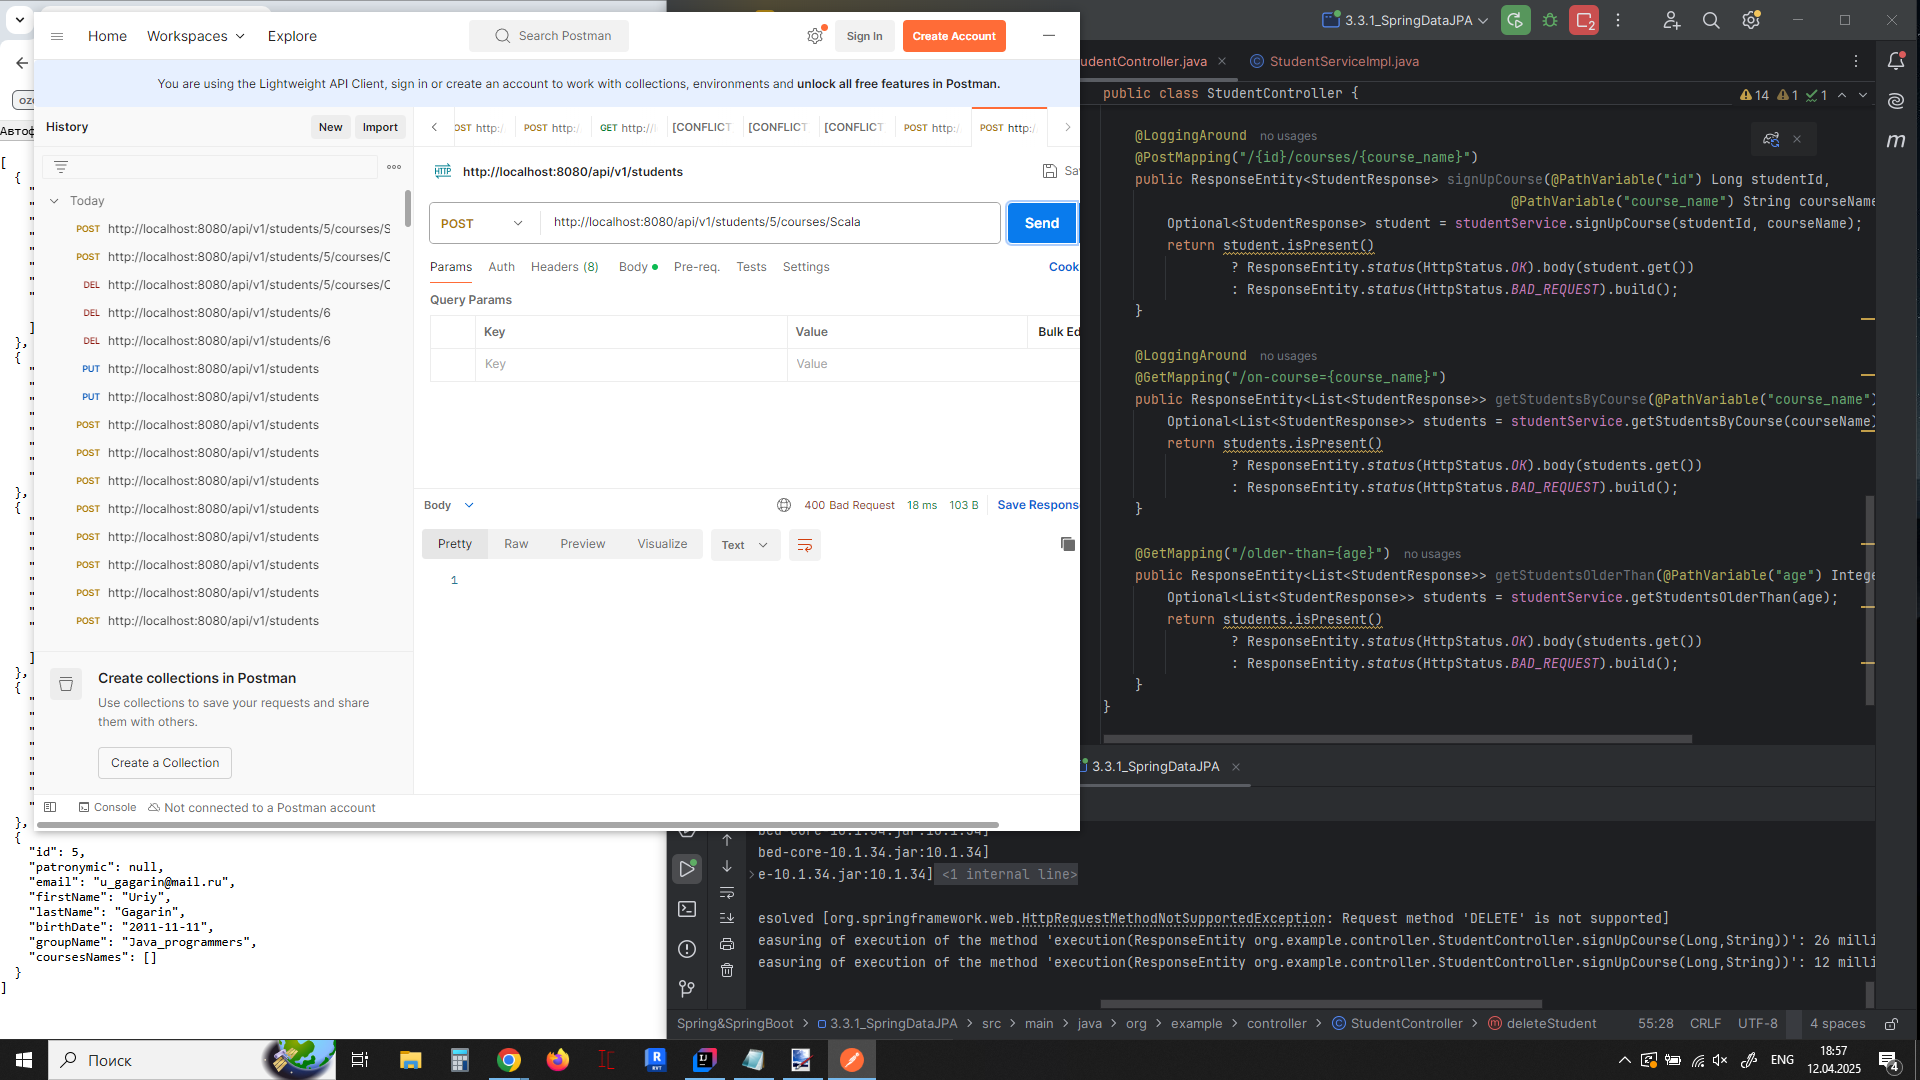 Home Workspaces Explore Search Postman Sign In Create Account
You are using the Lightweight API Client, sign in or create an account to work with collections, environments and unlock all free features in Postman.
History New Import
POST http:/ GET http://l [CONFLICT [CONFLICT [CONFLICT POST http:/ POST http:/
http://localhost:8080/api/v1/students
POST http://localhost:8080/api/v1/students/5/courses/Scala Send
Params Auth Headers (8) Body Pre-req. Tests Settings Cook
Query Params
Key Value Bulk Ed
Key Value
Today
POST http://localhost:8080/api/v1/students/5/courses/S
POST http://localhost:8080/api/v1/students/5/courses/C
DEL http://localhost:8080/api/v1/students/5/courses/C
DEL http://localhost:8080/api/v1/students/6
DEL http://localhost:8080/api/v1/students/6
PUT http://localhost:8080/api/v1/students
PUT http://localhost:8080/api/v1/students
POST http://localhost:8080/api/v1/students
POST http://localhost:8080/api/v1/students
POST http://localhost:8080/api/v1/students
POST http://localhost:8080/api/v1/students
POST http://localhost:8080/api/v1/students
POST http://localhost:8080/api/v1/students
POST http://localhost:8080/api/v1/students
POST http://localhost:8080/api/v1/students
Body 400 Bad Request 18 ms 103 B Save Respons
Pretty Raw Preview Visualize Text
1
Create collections in Postman
Use collections to save your requests and share
them with others.
Create a Collection
Console Not connected to a Postman account
Автоф
[
{
]
},
{
},
{
]
},
{
},
{
"id": 5,
"patronymic": null,
"email": "u_gagarin@mail.ru",
"firstName": "Uriy",
"lastName": "Gagarin",
"birthDate": "2011-11-11",
"groupName": "Java_programmers",
"coursesNames": []
}
]
3.3.1_SpringDataJPA 2
udentController.java StudentServiceImpl.java
public class StudentController { 14 1 1
@LoggingAround no usages
@PostMapping("/{id}/courses/{course_name}")
public ResponseEntity<StudentResponse> signUpCourse(@PathVariable("id") Long studentId,
@PathVariable("course_name") String courseName
Optional<StudentResponse> student = studentService.signUpCourse(studentId, courseName);
return student.isPresent()
? ResponseEntity.status(HttpStatus.OK).body(student.get())
: ResponseEntity.status(HttpStatus.BAD_REQUEST).build();
}
@LoggingAround no usages
@GetMapping("/on-course={course_name}")
public ResponseEntity<List<StudentResponse>> getStudentsByCourse(@PathVariable("course_name")
Optional<List<StudentResponse>> students = studentService.getStudentsByCourse(courseName)
return students.isPresent()
? ResponseEntity.status(HttpStatus.OK).body(students.get())
: ResponseEntity.status(HttpStatus.BAD_REQUEST).build();
}
@GetMapping("/older-than={age}") no usages
public ResponseEntity<List<StudentResponse>> getStudentsOlderThan(@PathVariable("age") Intege
Optional<List<StudentResponse>> students = studentService.getStudentsOlderThan(age);
return students.isPresent()
? ResponseEntity.status(HttpStatus.OK).body(students.get())
: ResponseEntity.status(HttpStatus.BAD_REQUEST).build();
}
}
3.3.1_SpringDataJPA
bed-core-10.1.34.jar:10.1.34]
bed-core-10.1.34.jar:10.1.34]
e-10.1.34.jar:10.1.34] <1 internal line>
esolved [org.springframework.web.HttpRequestMethodNotSupportedException: Request method 'DELETE' is not supported]
easuring of execution of the method 'execution(ResponseEntity org.example.controller.StudentController.signUpCourse(Long,String))': 26 milli
easuring of execution of the method 'execution(ResponseEntity org.example.controller.StudentController.signUpCourse(Long,String))': 12 milli
Spring&SpringBoot > 3.3.1_SpringDataJPA > src > main > java > org > example > controller > StudentController > deleteStudent 55:28 CRLF UTF-8 4 spaces
Поиск ENG 18:57
12.04.2025 4